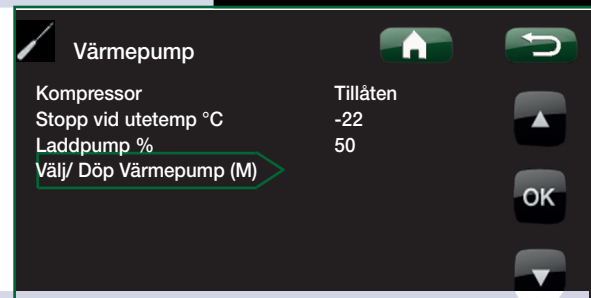 Värmepump
Kompressor Tillåten
Stopp vid utetemp °C -22
Laddpump % 50
Välj/ Döp Värmepump (M)
OK